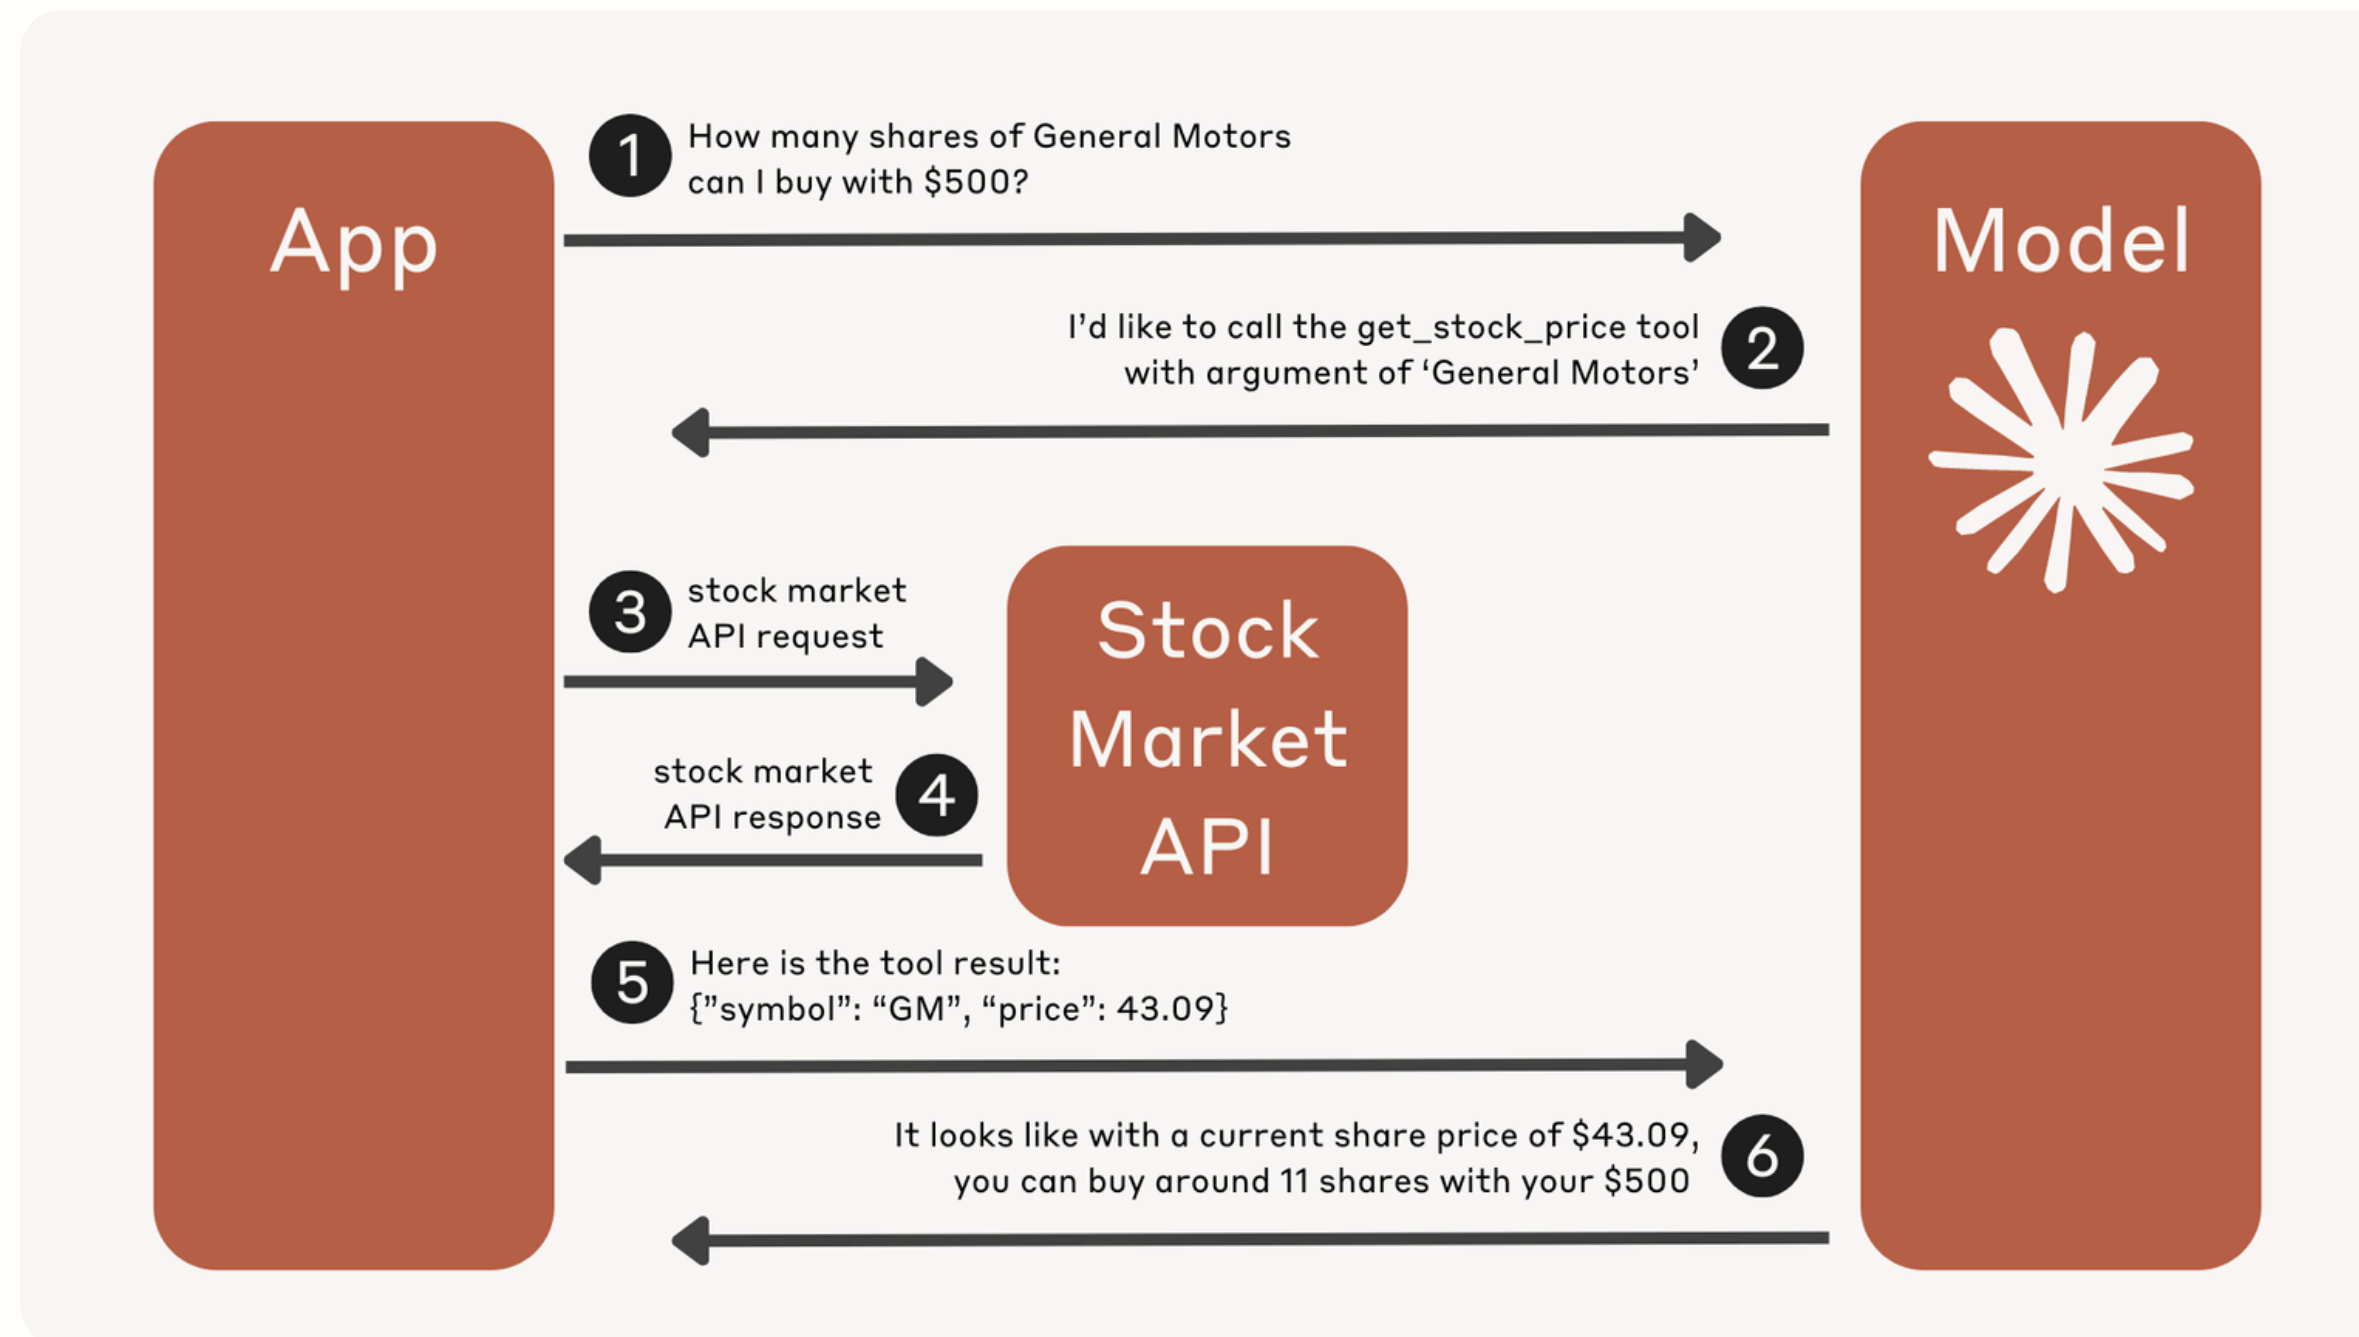 App
1
How many shares of General Motors
can I buy with $500?
Model
I’d like to call the get_stock_price tool
with argument of ‘General Motors’
2
3
stock market
API request
Stock
Market
API
stock market
API response
4
5
Here is the tool result:
{”symbol”: “GM”, “price”: 43.09}
It looks like with a current share price of $43.09,
you can buy around 11 shares with your $500
6